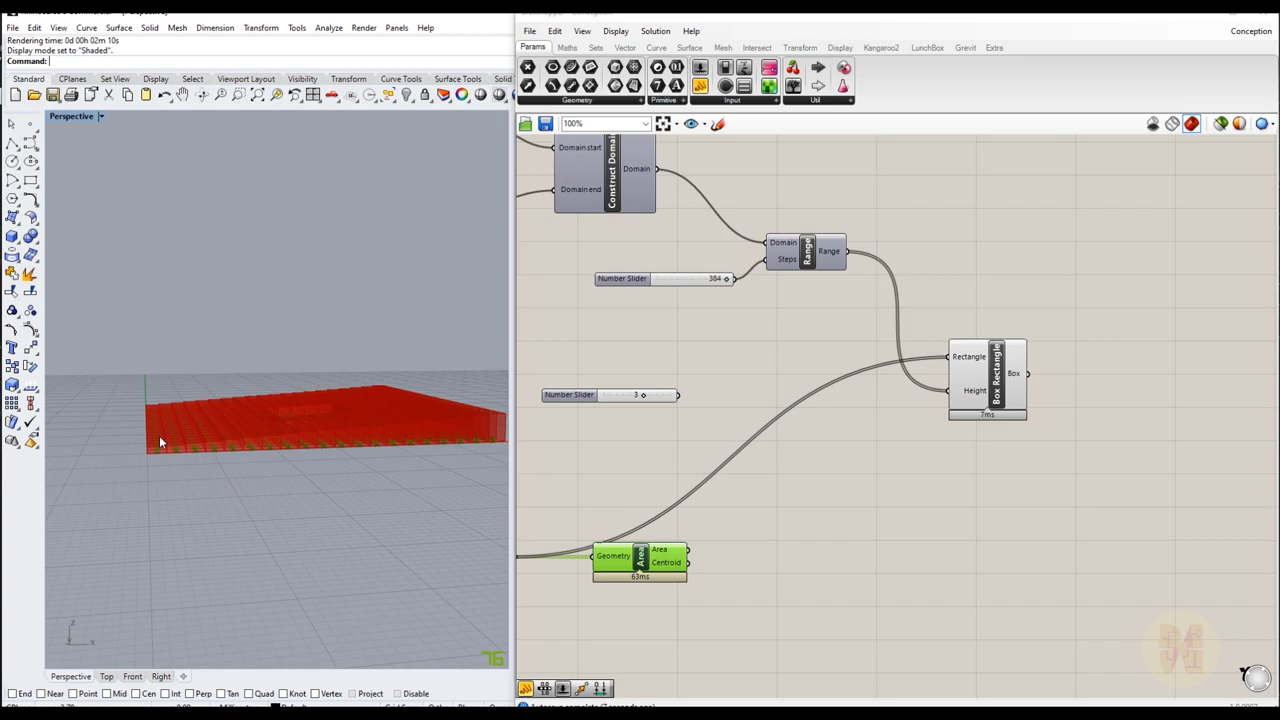 File Edit View Curve Surface Solid Mesh Dimension Transform Tools Analyze Render Panels Help
Rendering time: 0d 00h 02m 10s
Display mode set to "Shaded".
Command:
Standard CPlanes Set View Display Select Viewport Layout Visibility Transform Curve Tools Surface Tools Solid
Perspective
z
x
76
Perspective Top Front Right
End Near Point Mid Cen Int Perp Tan Quad Knot Vertex Project Disable
File Edit View Display Solution Help Conception
Params Maths Sets Vector Curve Surface Mesh Intersect Transform Display Kangaroo2 LunchBox Grevit Extra
Geometry Primitive Input Util
100%
Domain start
Domain end
Construct Domain
Domain
Domain
Steps
Range
Range
Number Slider 384
Rectangle
Height
Box Rectangle
Box
7ms
Number Slider 3
Geometry
Area
Area
Centroid
63ms